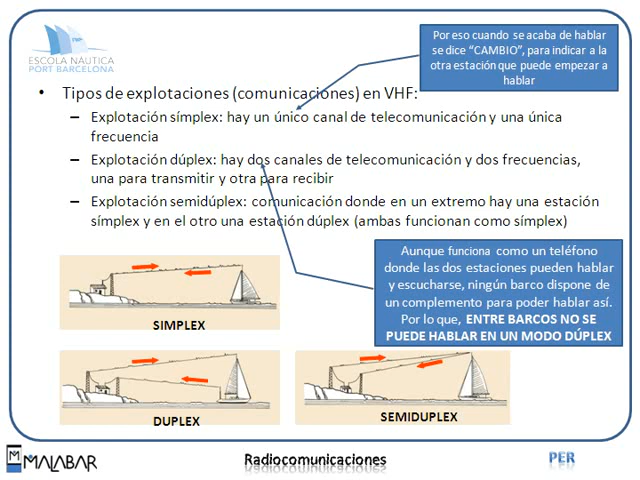 Por eso cuando se acaba de hablar
se dice “CAMBIO”, para indicar a la
otra estación que puede empezar a
hablar
ESCOLA NÀUTICA
PORT BARCELONA
• Tipos de explotaciones (comunicaciones) en VHF:
– Explotación símplex: hay un único canal de telecomunicación y una única
frecuencia
– Explotación dúplex: hay dos canales de telecomunicación y dos frecuencias,
una para transmitir y otra para recibir
– Explotación semidúplex: comunicación donde en un extremo hay una estación
símplex y en el otro una estación dúplex (ambas funcionan como símplex)
Aunque funciona como un teléfono
donde las dos estaciones pueden hablar
y escucharse, ningún barco dispone de
un complemento para poder hablar así.
Por lo que, ENTRE BARCOS NO SE
PUEDE HABLAR EN UN MODO DÚPLEX
SIMPLEX
DUPLEX
SEMIDUPLEX
MALABAR
Radiocomunicaciones
PER